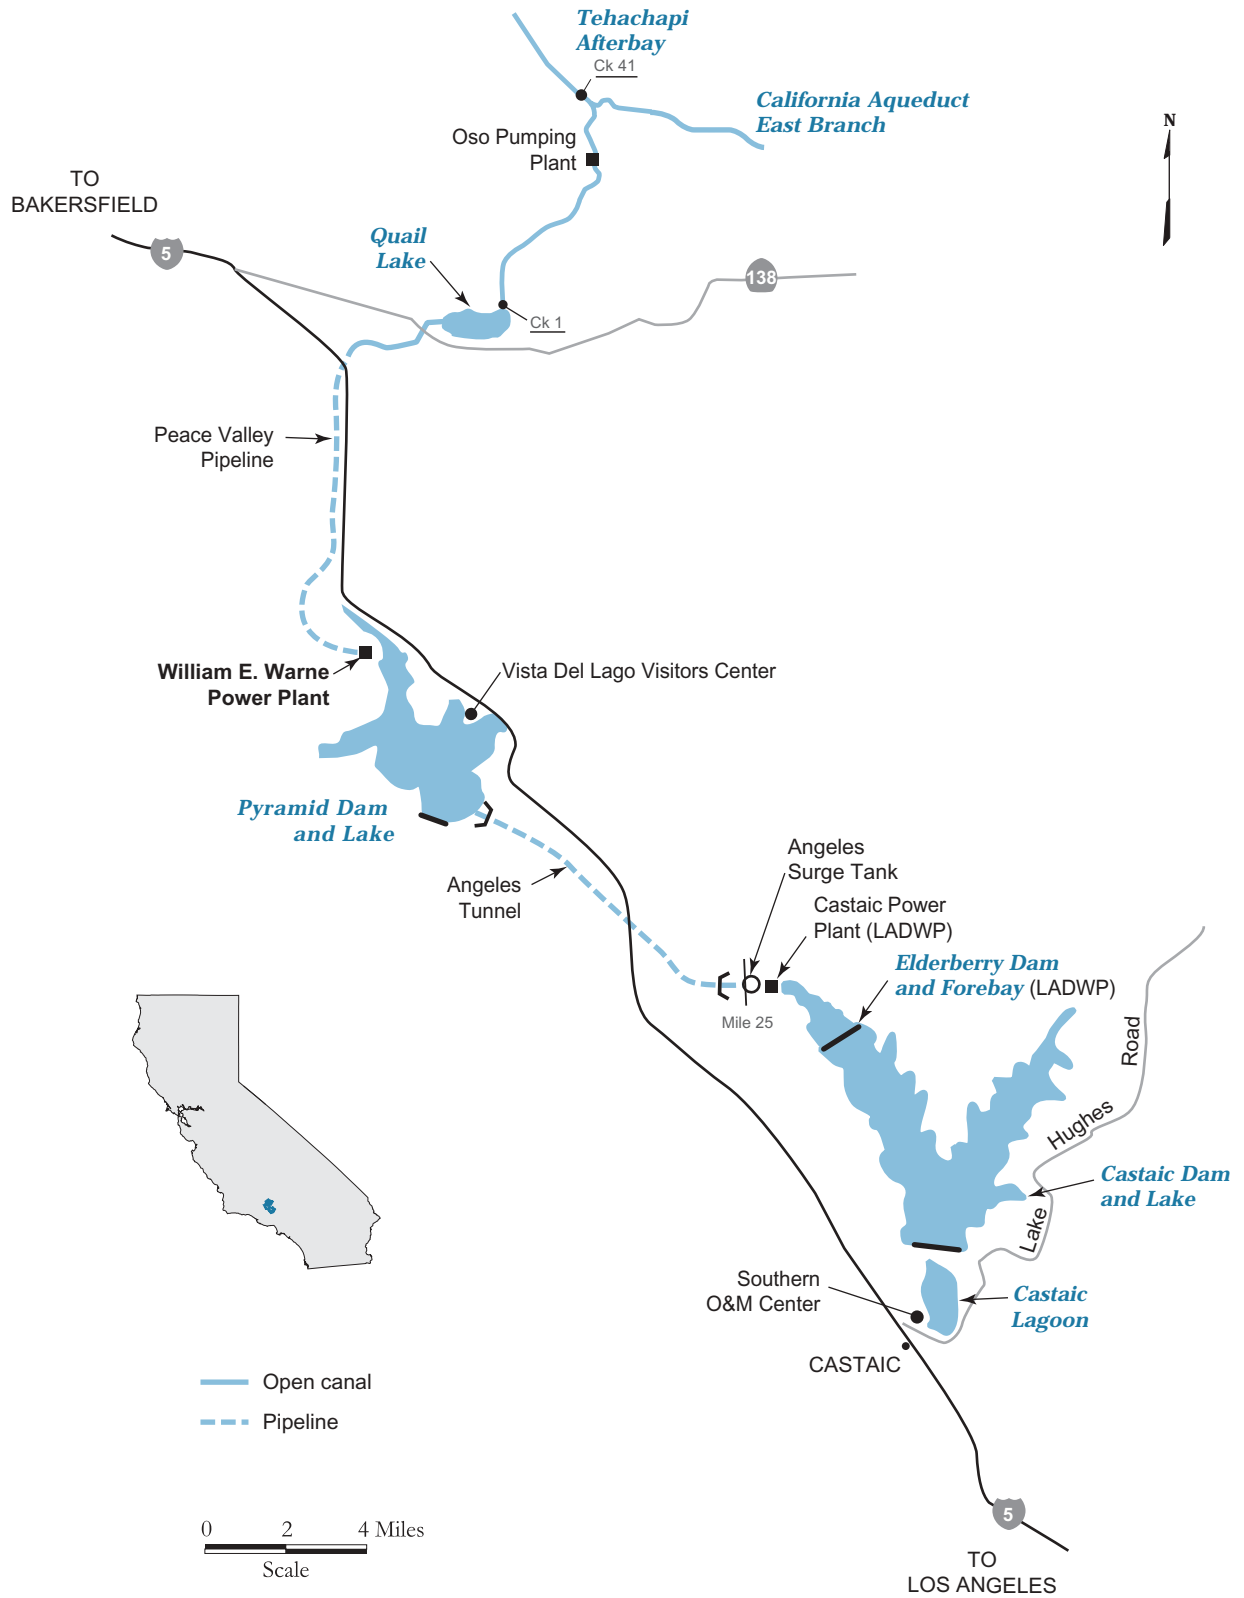 Tehachapi
Afterbay
Ck 41
California Aqueduct
East Branch
N
Oso Pumping
Plant
TO
BAKERSFIELD
5
Quail
Lake
138
Ck 1
Peace Valley
Pipeline
William E. Warne
Power Plant
Vista Del Lago Visitors Center
Pyramid Dam
and Lake
Angeles
Tunnel
Angeles
Surge Tank
Castaic Power
Plant (LADWP)
Elderberry Dam
and Forebay (LADWP)
Mile 25
Lake Hughes Road
Castaic Dam
and Lake
Southern
O&M Center
Castaic
Lagoon
CASTAIC
Open canal
Pipeline
0 2 4 Miles
Scale
5
TO
LOS ANGELES